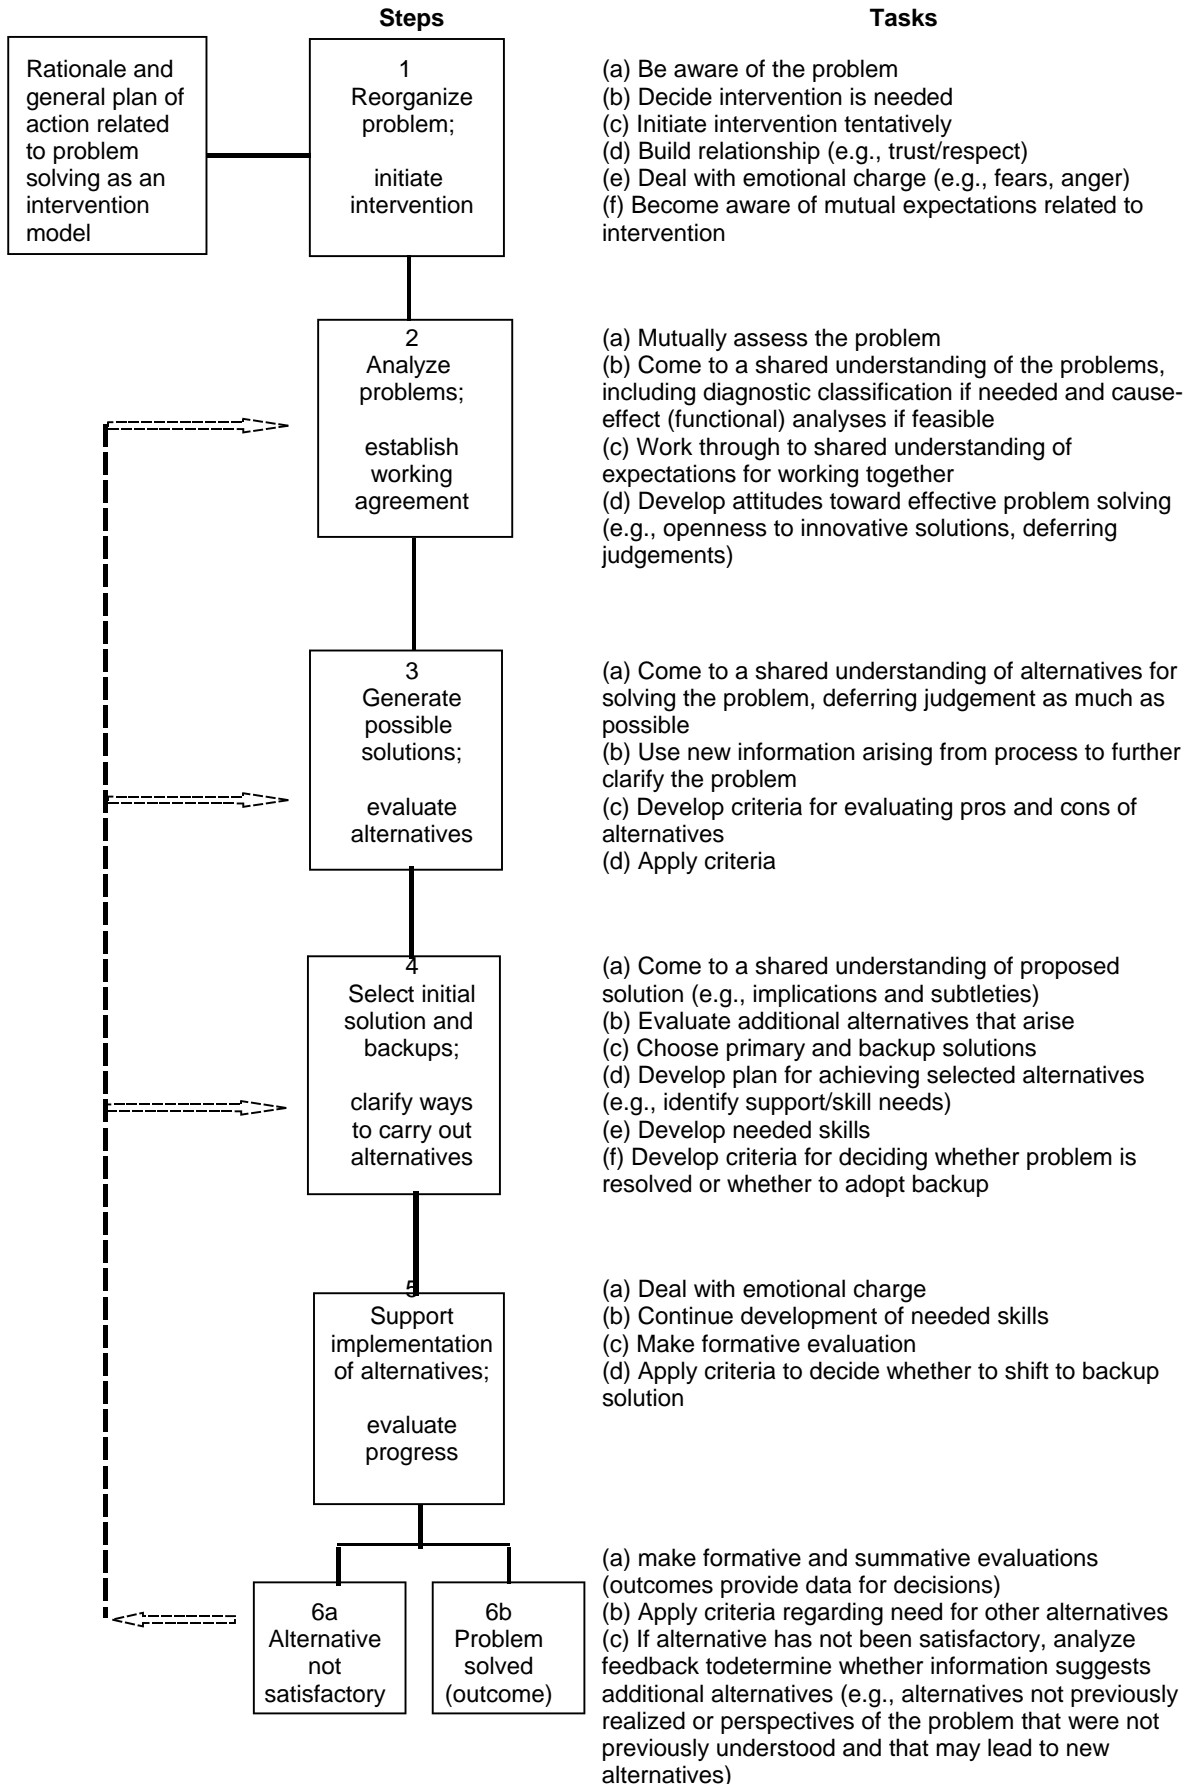 Steps
Tasks
Rationale and
general plan of
action related
to problem
solving as an
intervention
model
1
Reorganize
problem;
initiate
intervention
(a) Be aware of the problem
(b) Decide intervention is needed
(c) Initiate intervention tentatively
(d) Build relationship (e.g., trust/respect)
(e) Deal with emotional charge (e.g., fears, anger)
(f) Become aware of mutual expectations related to
intervention
2
Analyze
problems;
establish
working
agreement
(a) Mutually assess the problem
(b) Come to a shared understanding of the problems,
including diagnostic classification if needed and cause-
effect (functional) analyses if feasible
(c) Work through to shared understanding of
expectations for working together
(d) Develop attitudes toward effective problem solving
(e.g., openness to innovative solutions, deferring
judgements)
3
Generate
possible
solutions;
evaluate
alternatives
(a) Come to a shared understanding of alternatives for
solving the problem, deferring judgement as much as
possible
(b) Use new information arising from process to further
clarify the problem
(c) Develop criteria for evaluating pros and cons of
alternatives
(d) Apply criteria
4
Select initial
solution and
backups;
clarify ways
to carry out
alternatives
(a) Come to a shared understanding of proposed
solution (e.g., implications and subtleties)
(b) Evaluate additional alternatives that arise
(c) Choose primary and backup solutions
(d) Develop plan for achieving selected alternatives
(e.g., identify support/skill needs)
(e) Develop needed skills
(f) Develop criteria for deciding whether problem is
resolved or whether to adopt backup
5
Support
implementation
of alternatives;
evaluate
progress
(a) Deal with emotional charge
(b) Continue development of needed skills
(c) Make formative evaluation
(d) Apply criteria to decide whether to shift to backup
solution
6a
Alternative
not
satisfactory
6b
Problem
solved
(outcome)
(a) make formative and summative evaluations
(outcomes provide data for decisions)
(b) Apply criteria regarding need for other alternatives
(c) If alternative has not been satisfactory, analyze
feedback todetermine whether information suggests
additional alternatives (e.g., alternatives not previously
realized or perspectives of the problem that were not
previously understood and that may lead to new
alternatives)